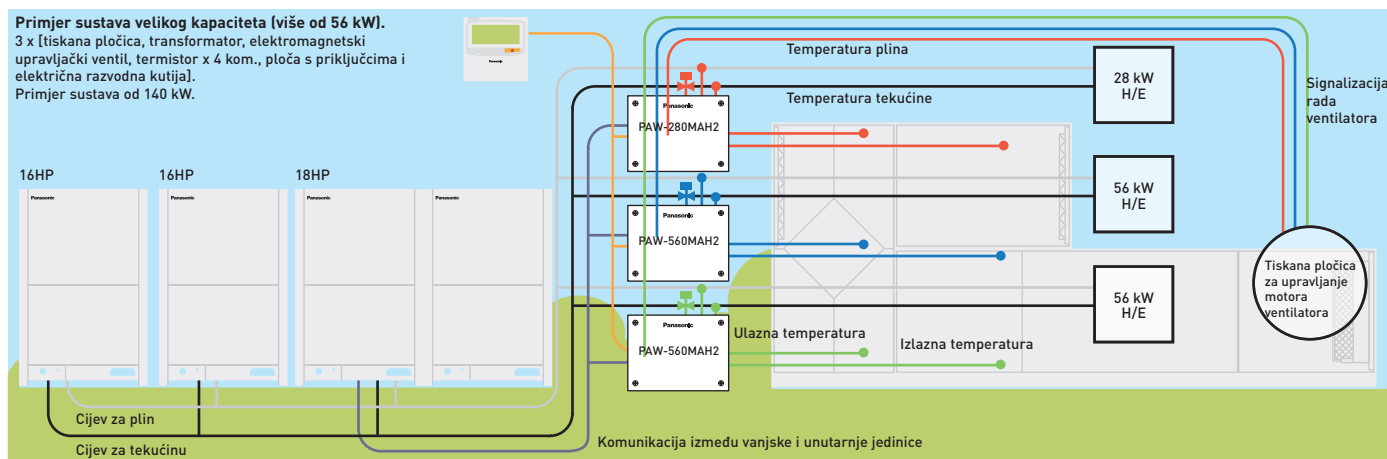 Primjer sustava velikog kapaciteta (više od 56 kW).
3 x [tiskana pločica, transformator, elektromagnetski
upravljački ventil, termistor x 4 kom., ploča s priključcima i
električna razvodna kutija].
Primjer sustava od 140 kW.
Panasonic
Temperatura plina
28 kW
H/E
Signalizacija
rada
ventilatora
Temperatura tekućine
Panasonic
PAW-280MAH2
16HP
16HP
18HP
Panasonic
Panasonic
Panasonic
Panasonic
56 kW
H/E
Panasonic
PAW-560MAH2
Tiskana pločica
za upravljanje
motora
ventilatora
56 kW
H/E
Panasonic
PAW-560MAH2
Ulazna temperatura
Izlazna temperatura
Cijev za plin
Cijev za tekućinu
Komunikacija između vanjske i unutarnje jedinice